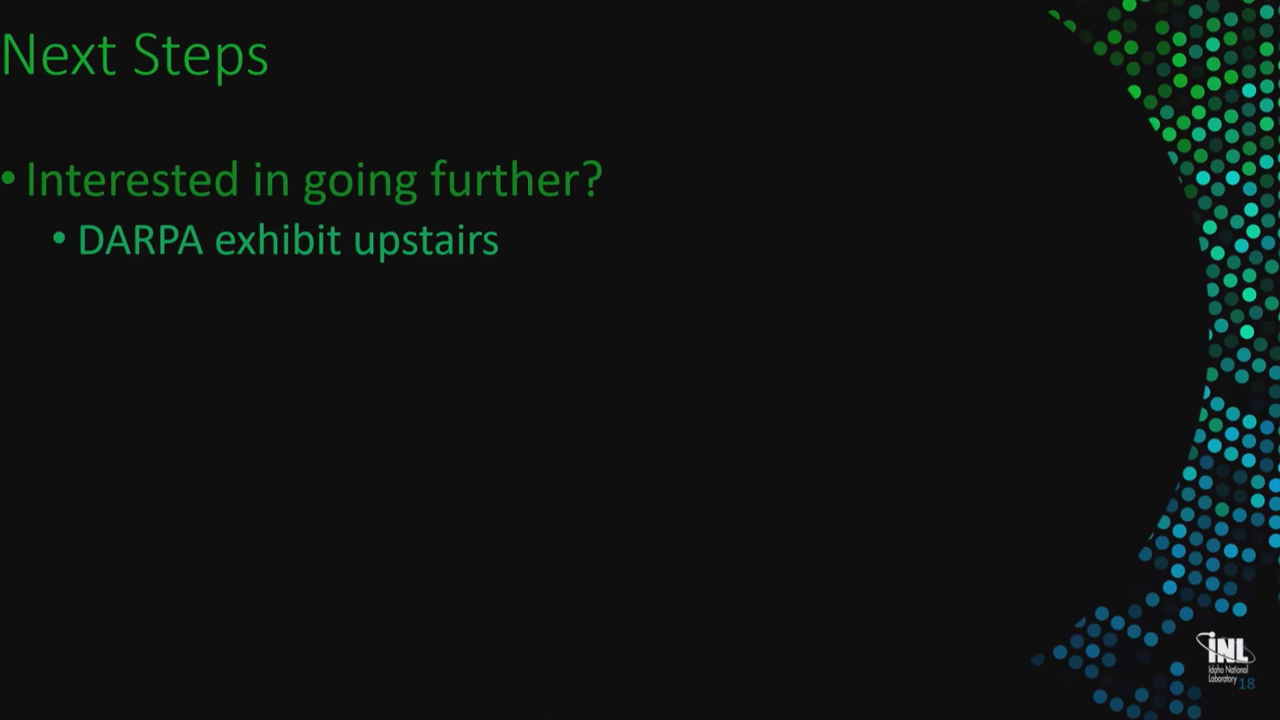 Next Steps
• Interested in going further?
• DARPA exhibit upstairs
INL
Idaho National
Laboratory
18